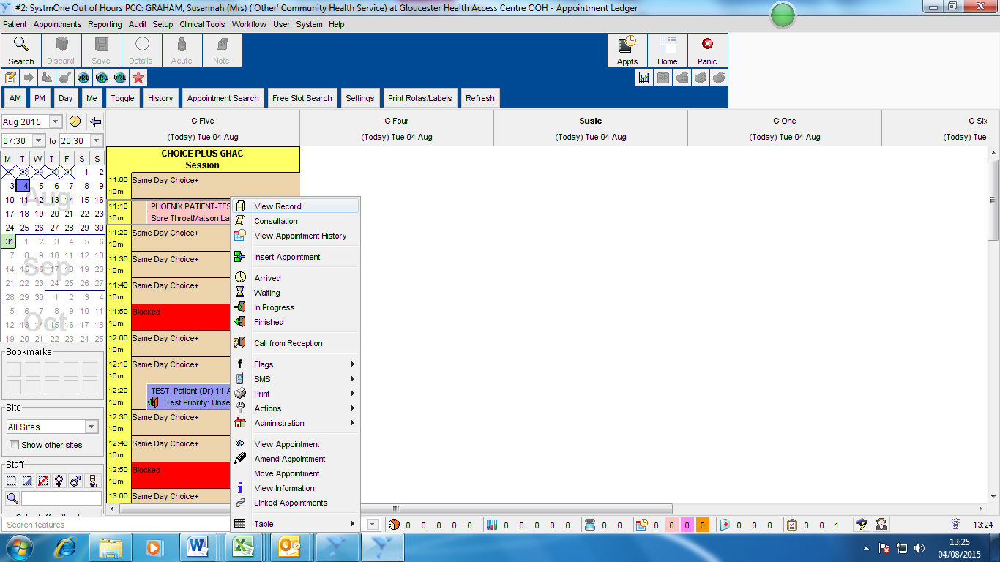 #2: SystmOne Out of Hours PCC: GRAHAM, Susannah (Mrs) ('Other' Community Health Service) at Gloucester Health Access Centre OOH - Appointment Ledger
Patient Appointments Reporting Audit Setup Clinical Tools Workflow User System Help
Search Discard Save Details Acute Note Appts Home Panic
URL URL URL
AM PM Day Me Toggle History Appointment Search Free Slot Search Settings Print Rotas/Labels Refresh
Aug 2015
07:30 to 20:30
G Five G Four Susie G One G Six
(Today) Tue 04 Aug (Today) Tue 04 Aug (Today) Tue 04 Aug (Today) Tue 04 Aug (Today) Tue
M T W T F S S
1 2
3 4 5 6 7 8 9
10 11 12 13 14 15 16
17 18 19 20 21 22 23
24 25 26 27 28 29 30
31 1 2 3 4 5 6
7 8 9 10 11 12 13
14 15 16 17 18 19 20
21 22 23 24 25 26 27
28 29 30 1 2 3 4
5 6 7 8 9 10 11
12 13 14 15 16 17 18
19 20 21 22 23 24 25
Aug
Sep
Oct
Bookmarks
Site
All Sites
Show other sites
Staff
Search features
CHOICE PLUS GHAC
Session
11:00 Same Day Choice+
10m
11:10 PHOENIX PATIENT-TES
10m Sore ThroatMatson La
11:20 Same Day Choice+
10m
11:30 Same Day Choice+
10m
11:40 Same Day Choice+
10m
11:50 Blocked
10m
12:00 Same Day Choice+
10m
12:10 Same Day Choice+
10m
12:20 TEST, Patient (Dr) 11 A
10m Test Priority: Unse
12:30 Same Day Choice+
10m
12:40 Same Day Choice+
10m
12:50 Blocked
10m
13:00 Same Day Choice+
View Record
Consultation
View Appointment History
Insert Appointment
Arrived
Waiting
In Progress
Finished
Call from Reception
Flags
SMS
Print
Actions
Administration
View Appointment
Amend Appointment
Move Appointment
View Information
Linked Appointments
Table
0 0 0 0 0 0 0 0 0 0 0 0 0 0 0 0 0 0 0 1 13:24
13:25
04/08/2015